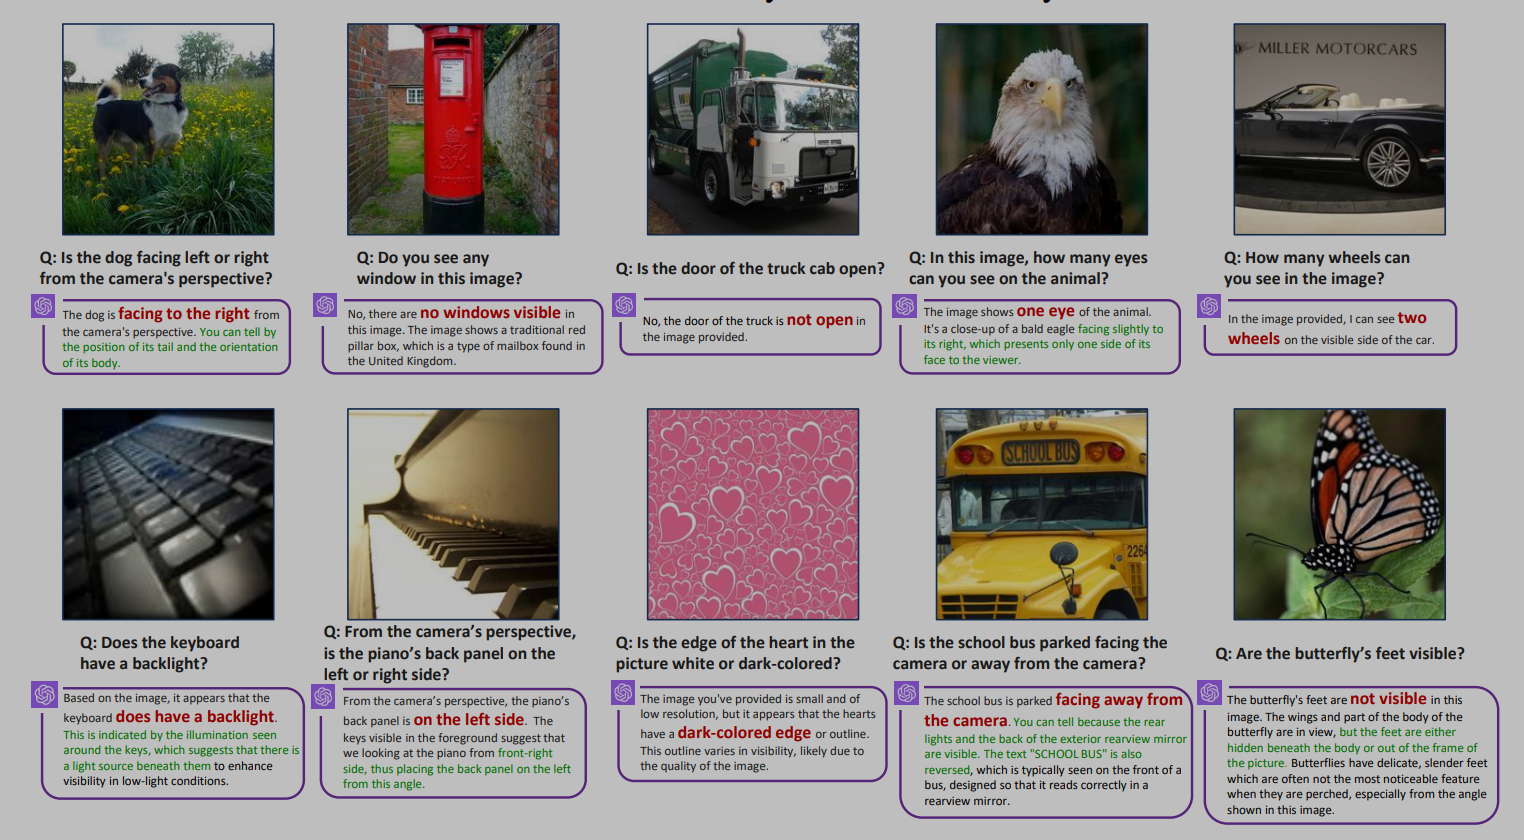 MILLER MOTORCARS
Q: Is the dog facing left or right
from the camera's perspective?
The dog is facing to the right from
the camera's perspective. You can tell by
the position of its tail and the orientation
of its body.
Q: Do you see any
window in this image?
No, there are no windows visible in
this image. The image shows a traditional red
pillar box, which is a type of mailbox found in
the United Kingdom.
Q: Is the door of the truck cab open?
No, the door of the truck is not open in
the image provided.
Q: In this image, how many eyes
can you see on the animal?
The image shows one eye of the animal.
It's a close-up of a bald eagle facing slightly to
its right, which presents only one side of its
face to the viewer.
Q: How many wheels can
you see in the image?
In the image provided, I can see two
wheels on the visible side of the car.
SCHOOL BUS
2264
Q: Does the keyboard
have a backlight?
Based on the image, it appears that the
keyboard does have a backlight.
This is indicated by the illumination seen
around the keys, which suggests that there is
a light source beneath them to enhance
visibility in low-light conditions.
Q: From the camera’s perspective,
is the piano’s back panel on the
left or right side?
From the camera’s perspective, the piano’s
back panel is on the left side. The
keys visible in the foreground suggest that
we looking at the piano from front-right
side, thus placing the back panel on the left
from this angle.
Q: Is the edge of the heart in the
picture white or dark-colored?
The image you've provided is small and of
low resolution, but it appears that the hearts
have a dark-colored edge or outline.
This outline varies in visibility, likely due to
the quality of the image.
Q: Is the school bus parked facing the
camera or away from the camera?
The school bus is parked facing away from
the camera. You can tell because the rear
lights and the back of the exterior rearview mirror
are visible. The text "SCHOOL BUS" is also
reversed, which is typically seen on the front of a
bus, designed so that it reads correctly in a
rearview mirror.
Q: Are the butterfly’s feet visible?
The butterfly's feet are not visible in this
image. The wings and part of the body of the
butterfly are in view, but the feet are either
hidden beneath the body or out of the frame of
the picture. Butterflies have delicate, slender feet
which are often not the most noticeable feature
when they are perched, especially from the angle
shown in this image.